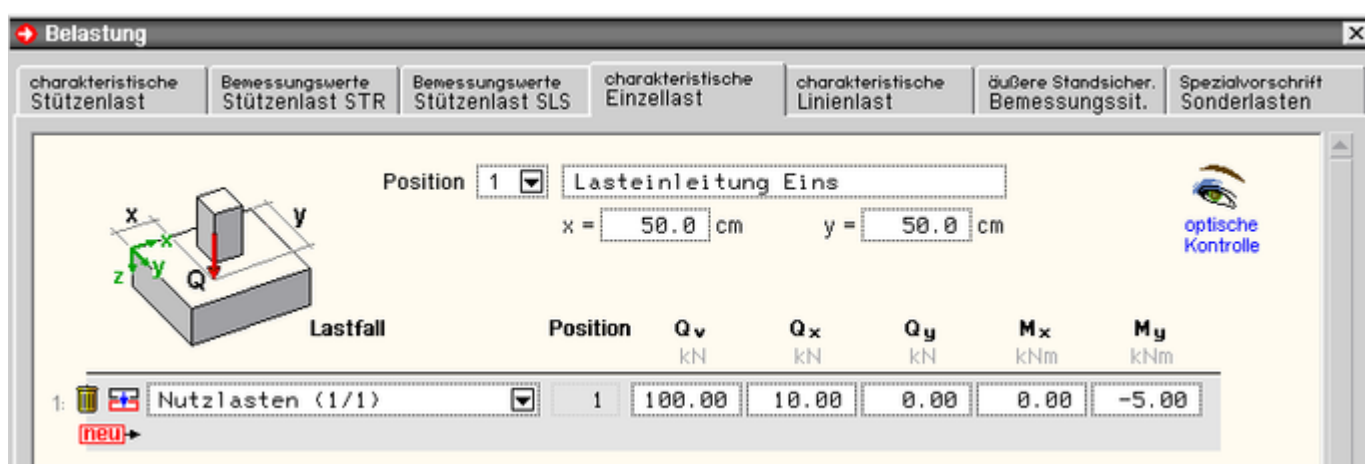 Belastung
charakteristische Stützenlast
Bemessungswerte Stützenlast STR
Bemessungswerte Stützenlast SLS
charakteristische Einzellast
charakteristische Linienlast
äußere Standsicher. Bemessungssit.
Spezialvorschrift Sonderlasten
Position 1 Lasteinleitung Eins
x = 50.0 cm y = 50.0 cm
optische
Kontrolle
x y
x
y
z
Q
Lastfall Position Qv Qx Qy Mx My
kN kN kN kNm kNm
1: Nutzlasten (1/1) 1 100.00 10.00 0.00 0.00 -5.00
neu